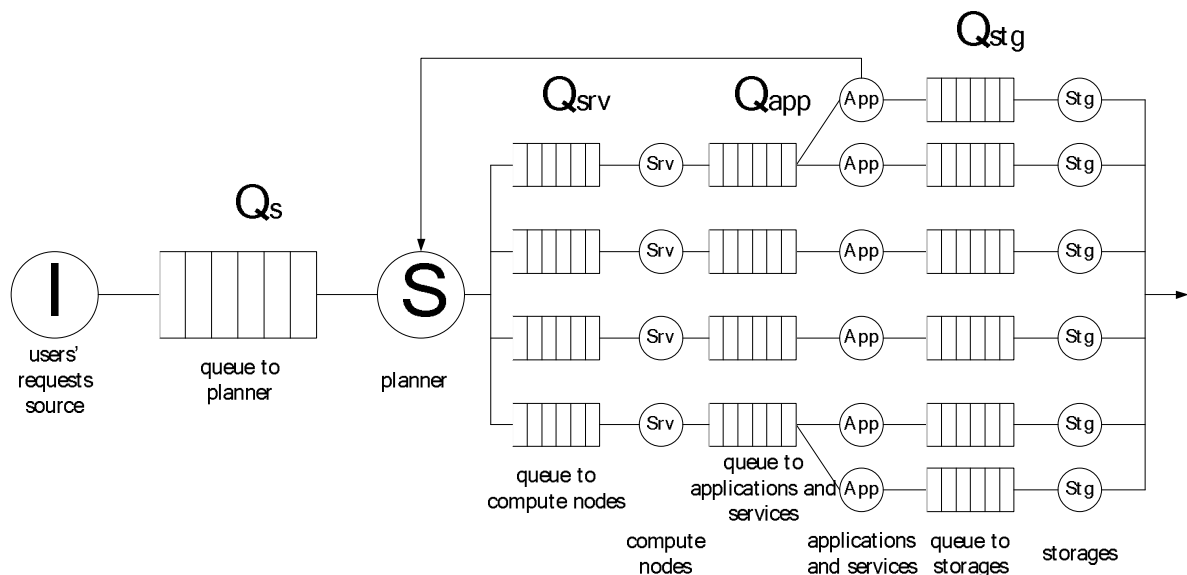 Qstg
Qsrv
Qapp
App
Stg
Srv
App
Stg
Qs
Srv
App
Stg
I
S
Srv
App
Stg
users'
requests
source
queue to
planner
planner
Srv
App
Stg
queue to
compute nodes
queue to
applications and
services
App
Stg
compute
nodes
applications
and services
queue to
storages
storages